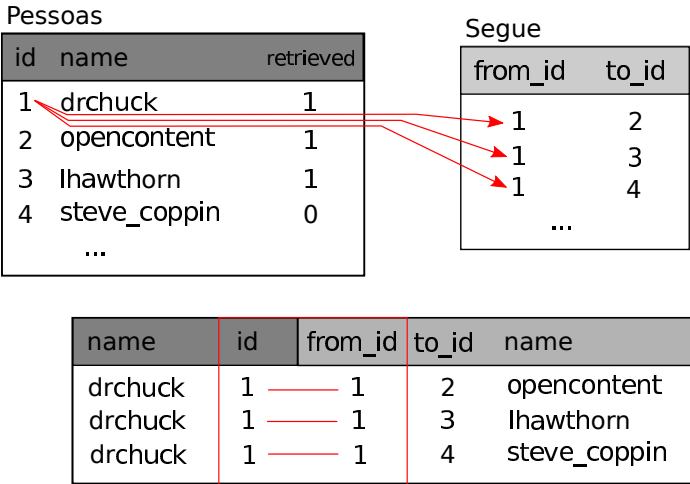 Pessoas
id name retrieved
1 drchuck 1
2 opencontent 1
3 lhawthorn 1
4 steve_coppin 0
...
Segue
from_id to_id
1 2
1 3
1 4
...
name id from_id to_id name
drchuck 1 1 2 opencontent
drchuck 1 1 3 lhawthorn
drchuck 1 1 4 steve_coppin